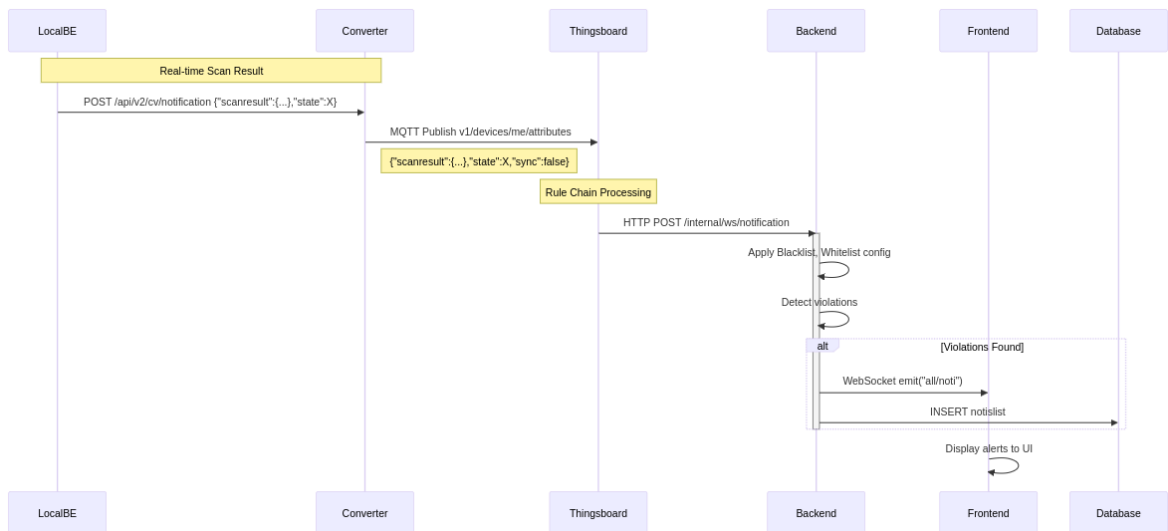 LocalBE
Converter
Thingsboard
Backend
Frontend
Database
Real-time Scan Result
POST /api/v2/cv/notification {"scanresult":{...},"state":X}
MQTT Publish v1/devices/me/attributes
{"scanresult":{...},"state":X,"sync":false}
Rule Chain Processing
HTTP POST /internal/ws/notification
Apply Blacklist, Whitelist config
Detect violations
alt
[Violations Found]
WebSocket emit("all/noti")
INSERT notislist
Display alerts to UI
LocalBE
Converter
Thingsboard
Backend
Frontend
Database